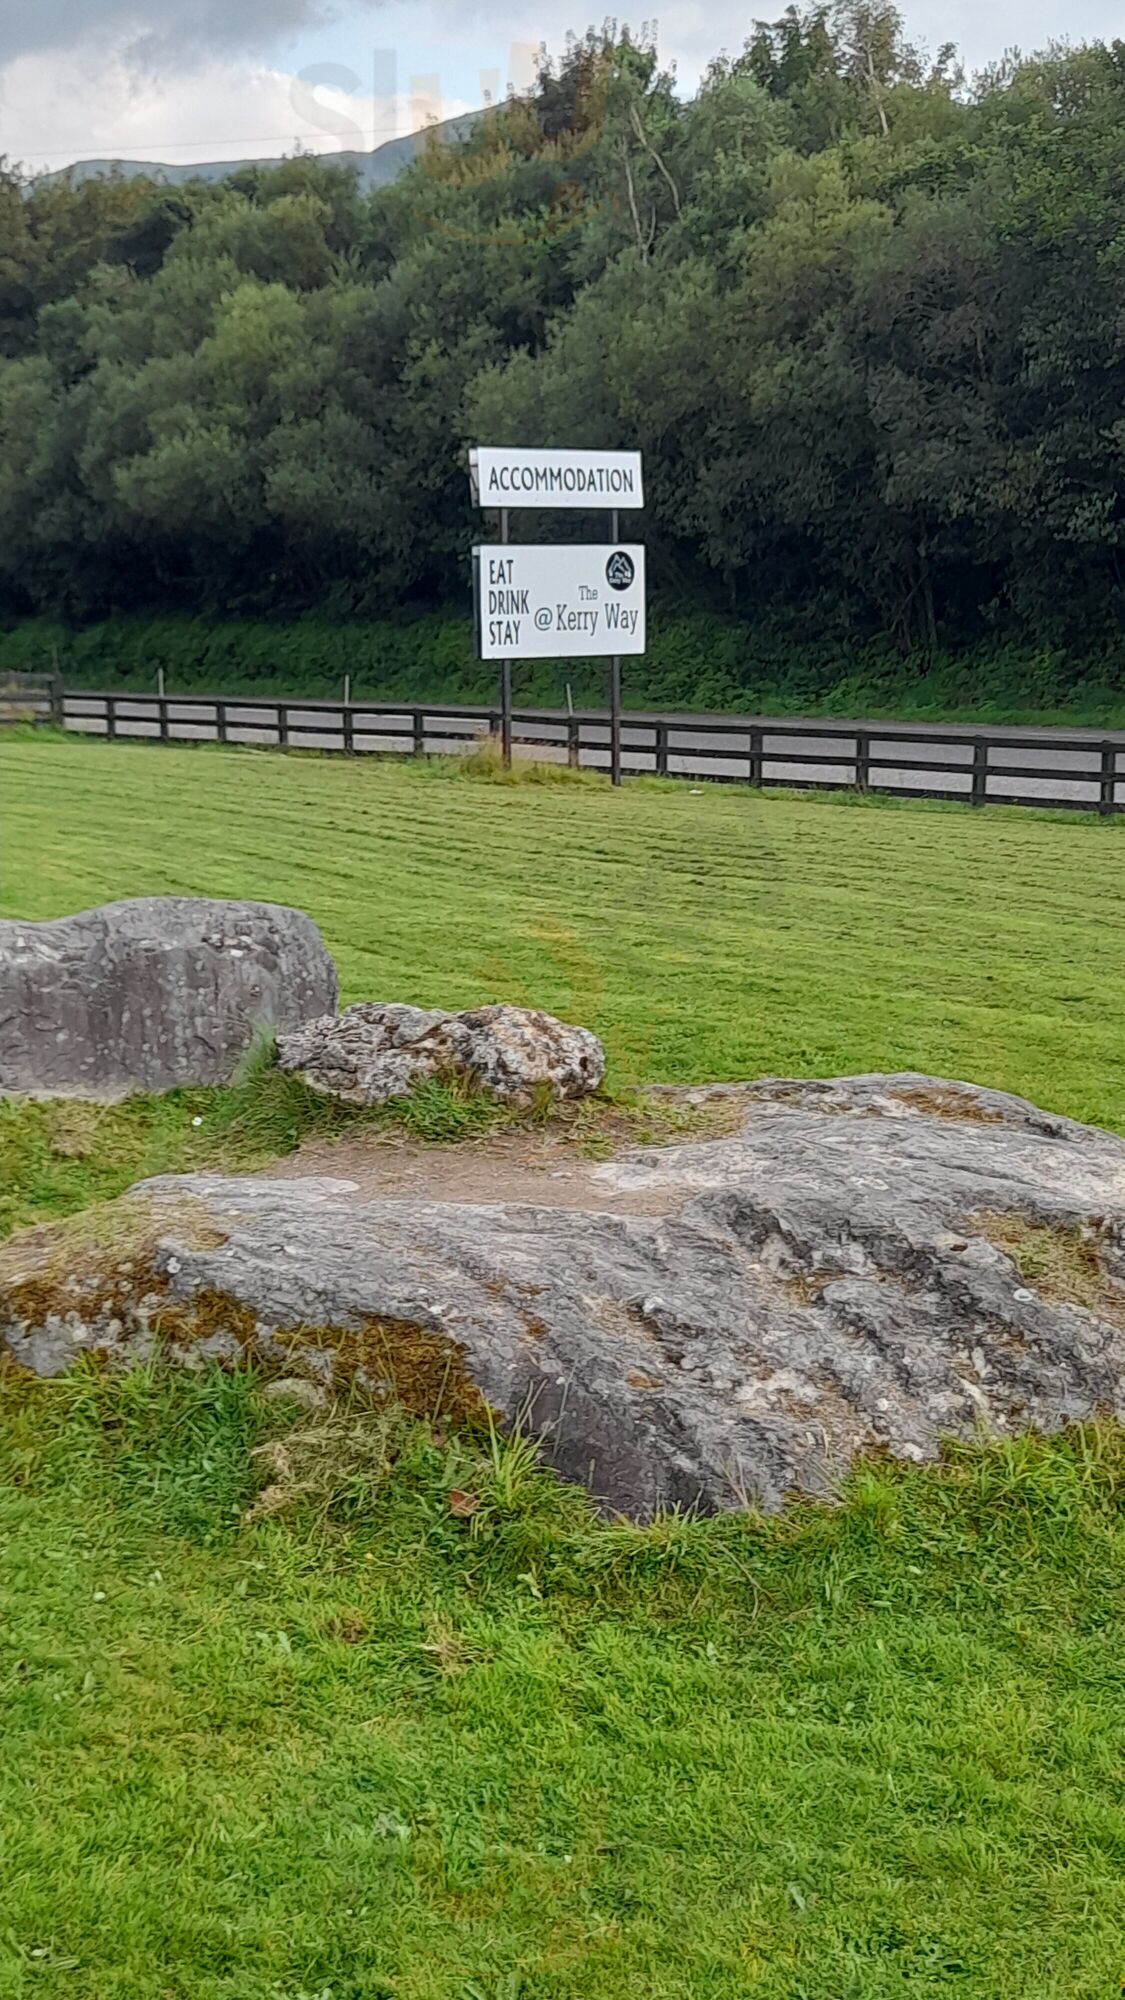 ACCOMMODATION
EAT
DRINK
STAY
The
@ Kerry Way